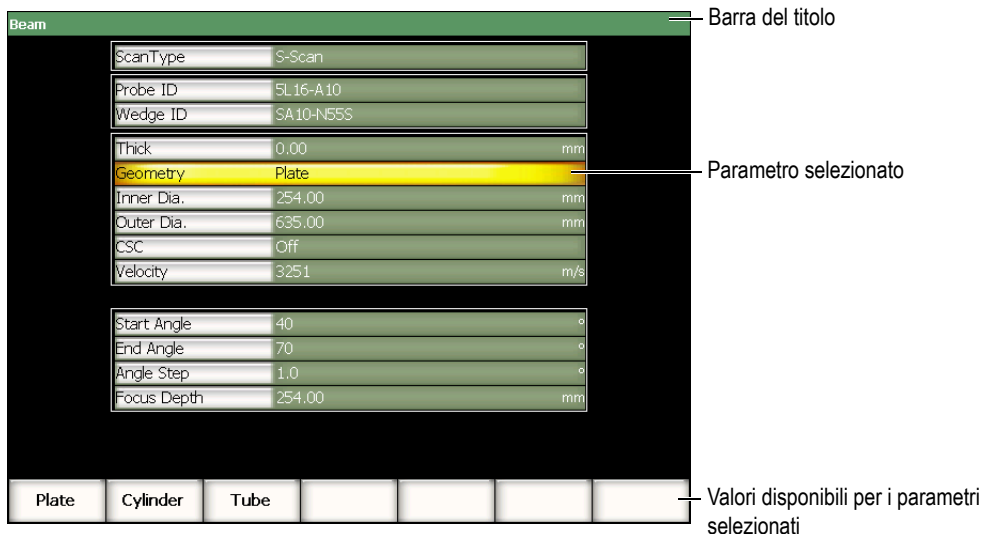 Beam
Barra del titolo
ScanType S-Scan
Probe ID 5L16-A10
Wedge ID SA10-N55S
Thick 0.00 mm
Geometry Plate
Parametro selezionato
Inner Dia. 254.00 mm
Outer Dia. 635.00 mm
CSC Off
Velocity 3251 m/s
Start Angle 40 °
End Angle 70 °
Angle Step 1.0 °
Focus Depth 254.00 mm
Plate Cylinder Tube
Valori disponibili per i parametri
selezionati